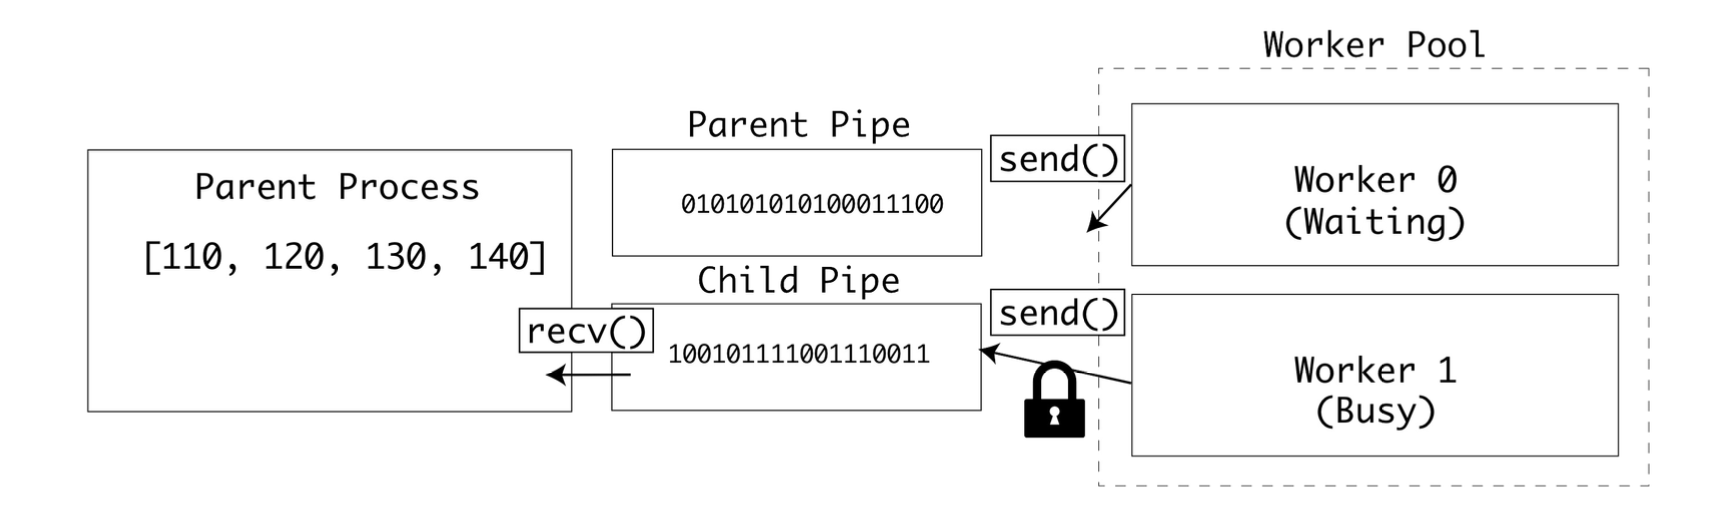 Worker Pool
Parent Pipe
send()
Parent Process
Worker 0
(Waiting)
010101010100011100
[110, 120, 130, 140]
Child Pipe
send()
recv()
100101111001110011
Worker 1
(Busy)